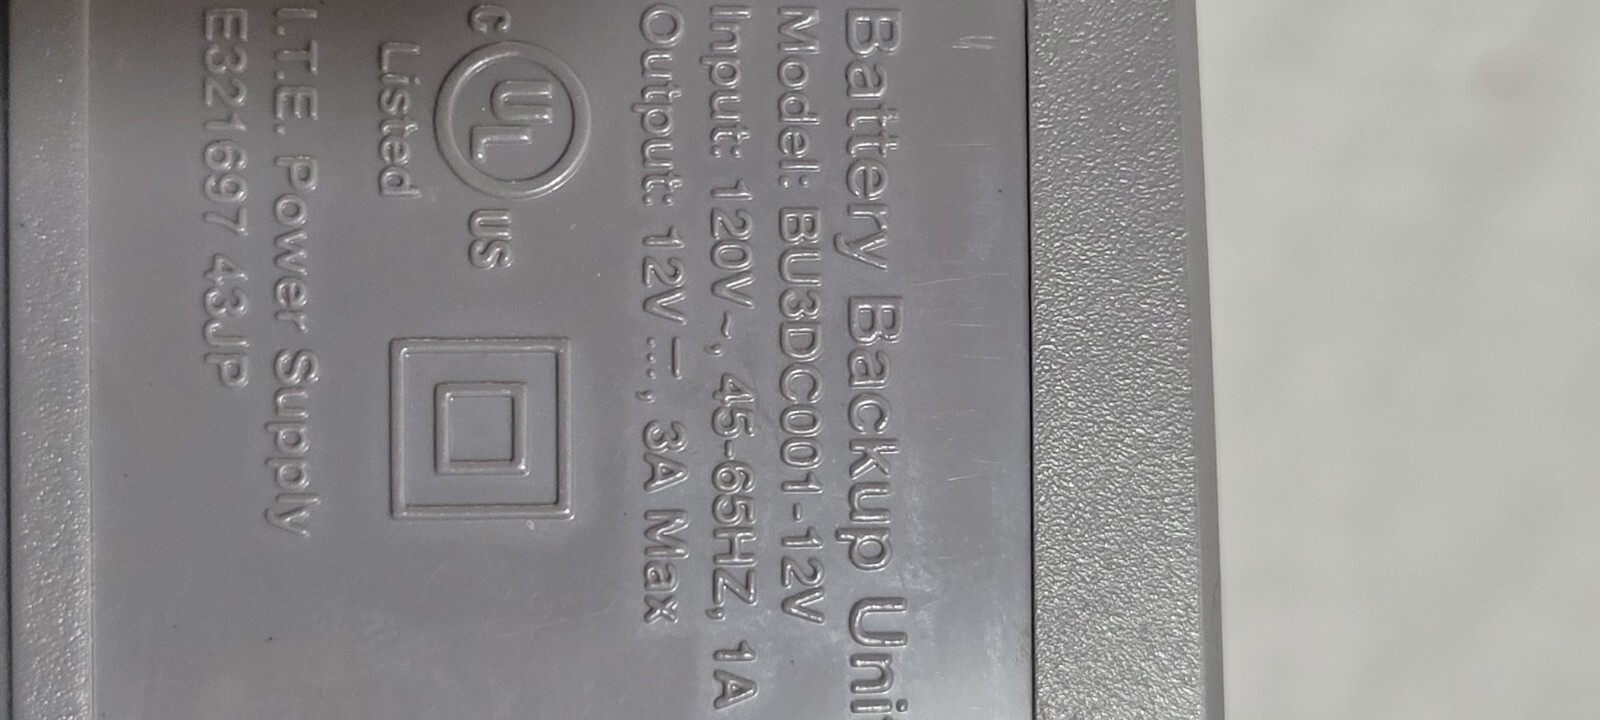 Battery Backup Uni
Model: BU3DC001-12V
Input: 120V~, 45-65HZ, 1A
Output: 12V ⎓, 3A Max
c UL us
Listed
I.T.E. Power Supply
E321697 43JP